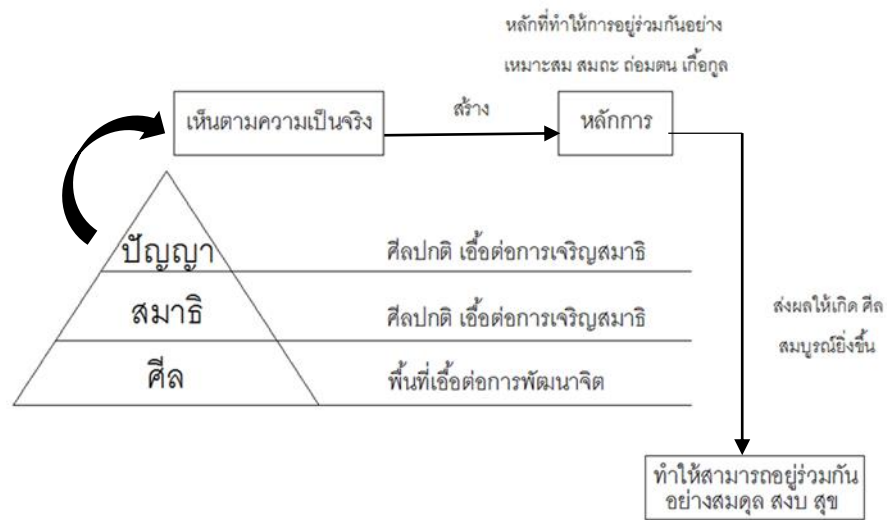 หลักที่ทำให้การอยู่ร่วมกันอย่าง
เหมาะสม สมถะ ถ่อมตน เกื้อกูล
เห็นตามความเป็นจริง
สร้าง
หลักการ
ปัญญา
ศีลปกติ เอื้อต่อการเจริญสมาธิ
สมาธิ
ศีลปกติ เอื้อต่อการเจริญสมาธิ
ศีล
พื้นที่เอื้อต่อการพัฒนาจิต
ส่งผลให้เกิด ศีล
สมบูรณ์ยิ่งขึ้น
ทำให้สามารถอยู่ร่วมกัน
อย่างสมดุล สงบ สุข